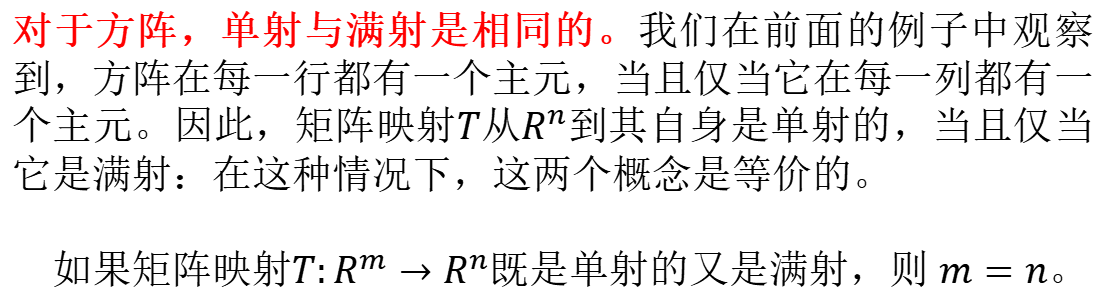 对于方阵，单射与满射是相同的。我们在前面的例子中观察
到，方阵在每一行都有一个主元，当且仅当它在每一列都有一
个主元。因此，矩阵映射T从Rⁿ到其自身是单射的，当且仅当
它是满射：在这种情况下，这两个概念是等价的。
如果矩阵映射T: Rᵐ → Rⁿ既是单射的又是满射，则 m = n。